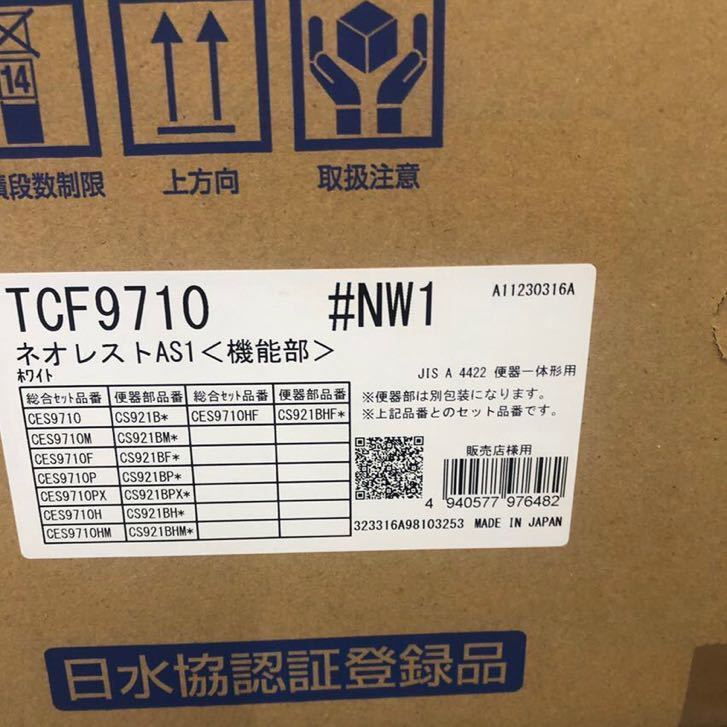 14
段数制限
上方向
取扱注意
TCF9710 #NW1 A11230316A
ネオレストAS1＜機能部＞
ﾎﾜｲﾄ
JIS A 4422 便器一体形用
総合ｾｯﾄ品番 便器部品番 総合ｾｯﾄ品番 便器部品番
CES9710 CS921B* CES9710HF CS921BHF*
CES9710M CS921BM*
CES9710F CS921BF*
CES9710P CS921BP*
CES9710PX CS921BPX*
CES9710H CS921BH*
CES9710HM CS921BHM*
※便器部は別包装になります。
※上記品番とのセット品番です。
販売店様用
4 940577 976482
323316A98103253 MADE IN JAPAN
日水協認証登録品